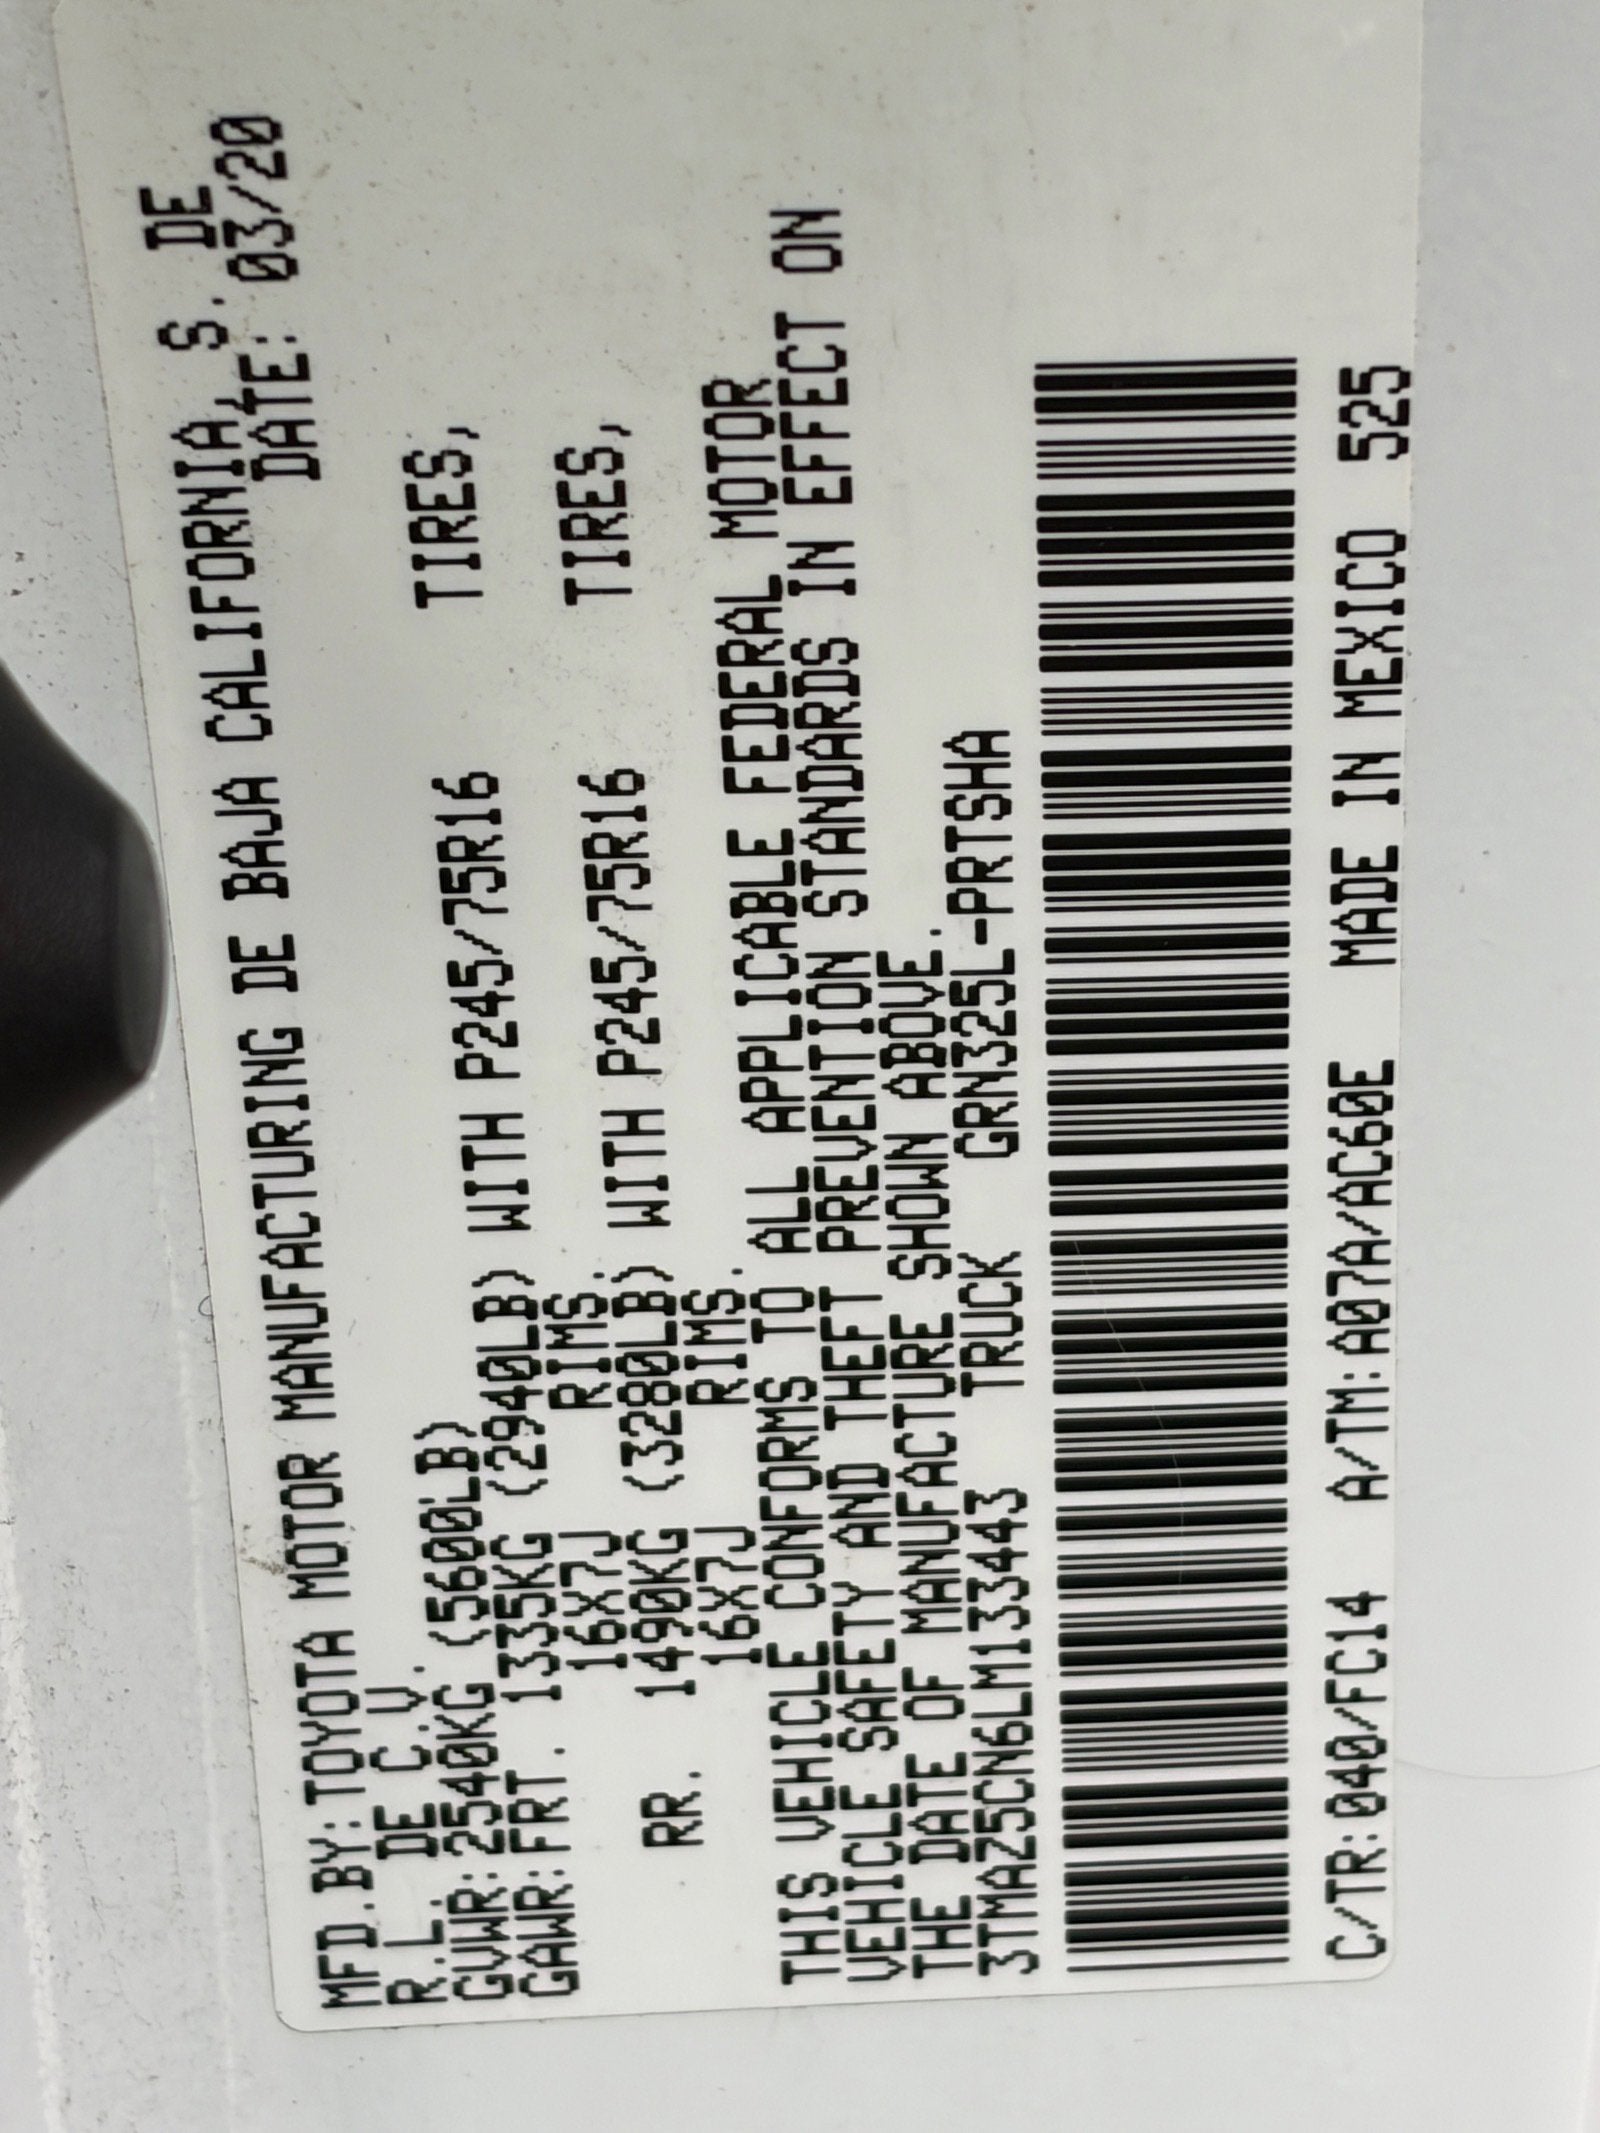 MFD.BY:TOYOTA MOTOR MANUFACTURING DE BAJA CALIFORNIA, S. DE
R.L. DE C.V. DATE: 03/20
GVWR:2540KG (5600LB)
GAWR:FRT. 1335KG (2940LB) WITH P245/75R16 TIRES,
16X7J RIMS.
RR. 1490KG (3280LB) WITH P245/75R16 TIRES,
16X7J RIMS.
THIS VEHICLE CONFORMS TO ALL APPLICABLE FEDERAL MOTOR
VEHICLE SAFETY AND THEFT PREVENTION STANDARDS IN EFFECT ON
THE DATE OF MANUFACTURE SHOWN ABOVE.
3TMAZ5CN6LM133443 TRUCK GRN325L-PRTSHA
C/TR:040/FC14 A/TM:A07A/AC60E MADE IN MEXICO 525